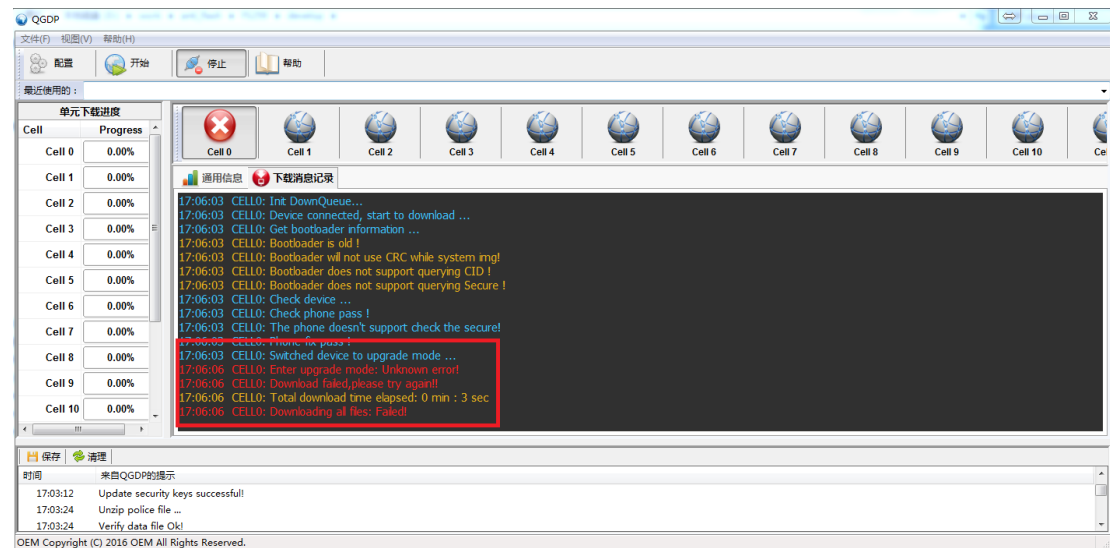 QGDP
文件(F) 视图(V) 帮助(H)
配置 开始 停止 帮助
最近使用的：
单元下载进度
Cell Progress
Cell 0 0.00%
Cell 1 0.00%
Cell 2 0.00%
Cell 3 0.00%
Cell 4 0.00%
Cell 5 0.00%
Cell 6 0.00%
Cell 7 0.00%
Cell 8 0.00%
Cell 9 0.00%
Cell 10 0.00%
Cell 0 Cell 1 Cell 2 Cell 3 Cell 4 Cell 5 Cell 6 Cell 7 Cell 8 Cell 9 Cell 10 Ce
通用信息 下载消息记录
17:06:03 CELL0: Init DownQueue...
17:06:03 CELL0: Device connected, start to download ...
17:06:03 CELL0: Get bootloader information ...
17:06:03 CELL0: Bootloader is old !
17:06:03 CELL0: Bootloader will not use CRC while system img!
17:06:03 CELL0: Bootloader does not support querying CID !
17:06:03 CELL0: Bootloader does not support querying Secure !
17:06:03 CELL0: Check device ...
17:06:03 CELL0: Check phone pass !
17:06:03 CELL0: The phone doesn't support check the secure!
17:06:03 CELL0: Phone fix pass !
17:06:03 CELL0: Switched device to upgrade mode ...
17:06:06 CELL0: Enter upgrade mode: Unknown error!
17:06:06 CELL0: Download failed,please try again!!
17:06:06 CELL0: Total download time elapsed: 0 min : 3 sec
17:06:06 CELL0: Downloading all files: Failed!
保存 清理
时间 来自QGDP的提示
17:03:12 Update security keys successful!
17:03:24 Unzip police file ...
17:03:24 Verify data file Ok!
OEM Copyright (C) 2016 OEM All Rights Reserved.